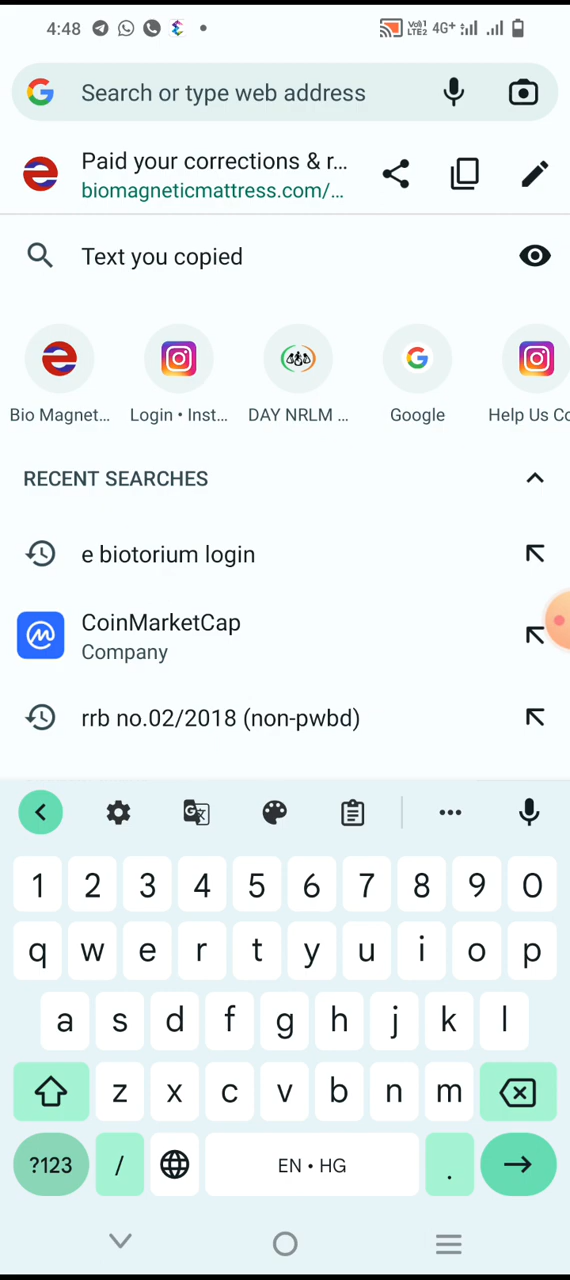 4:48 Vo) 1 LTE2 4G+
Search or type web address
Paid your corrections & r...
biomagneticmattress.com/...
Text you copied
Bio Magnet... Login • Inst... DAY NRLM ... Google Help Us Co
RECENT SEARCHES
e biotorium login
CoinMarketCap
Company
rrb no.02/2018 (non-pwbd)
1 2 3 4 5 6 7 8 9 0
q w e r t y u i o p
a s d f g h j k l
z x c v b n m
?123 / EN • HG .